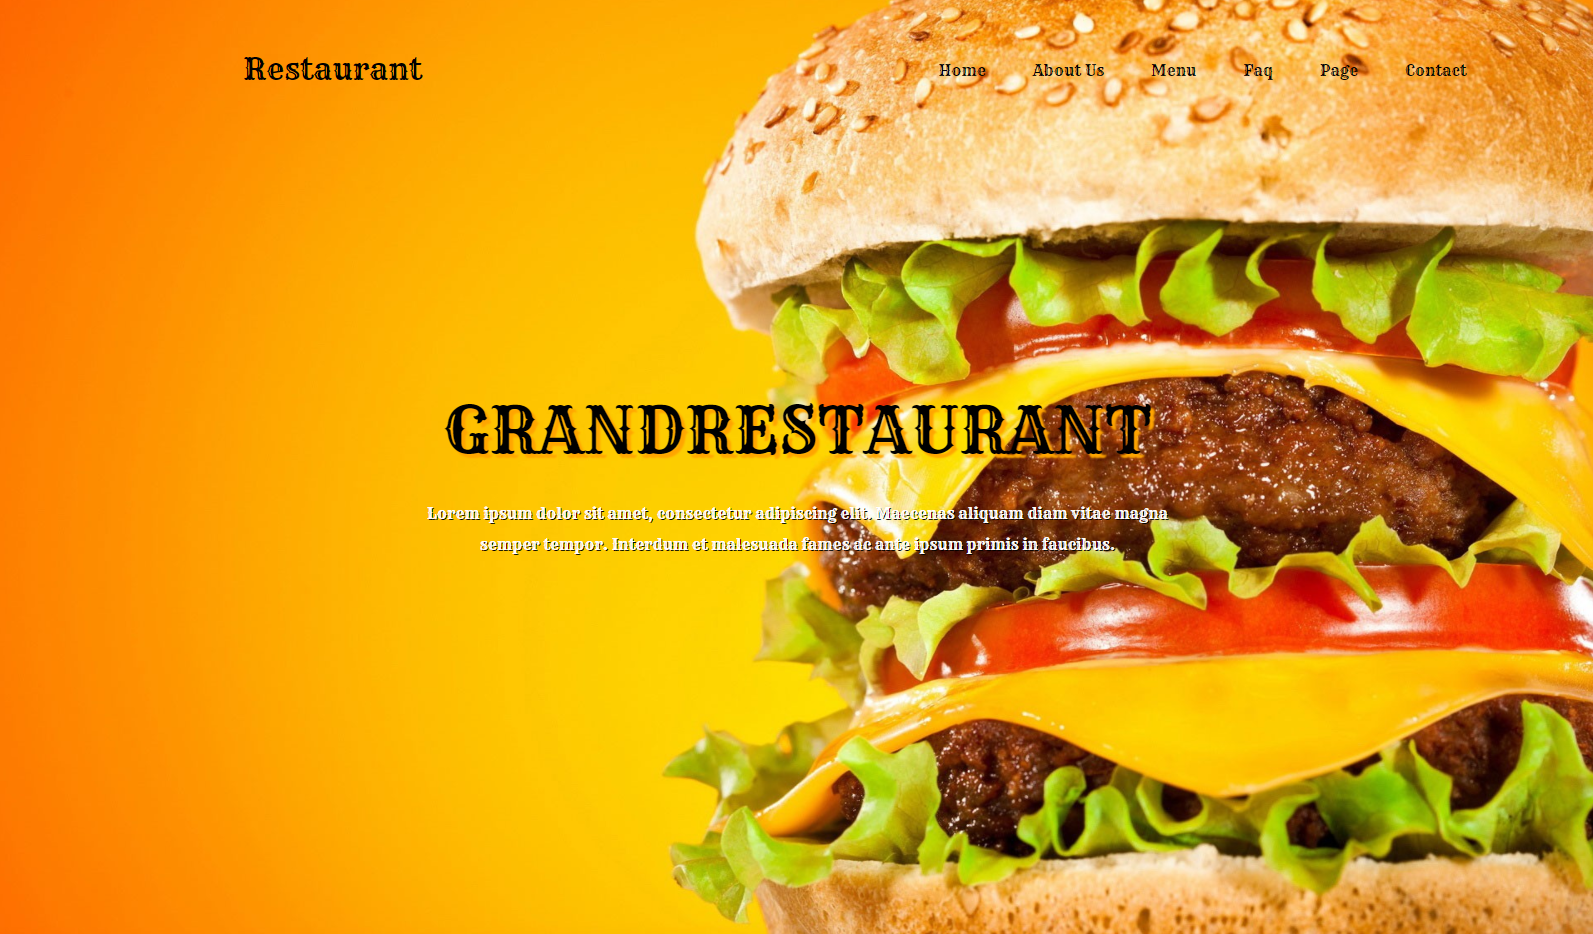 Restaurant
Home About Us Menu Faq Page Contact
GRANDRESTAURANT
Lorem ipsum dolor sit amet, consectetur adipiscing elit. Maecenas aliquam diam vitae magna
semper tempor. Interdum et malesuada fames ac ante ipsum primis in faucibus.